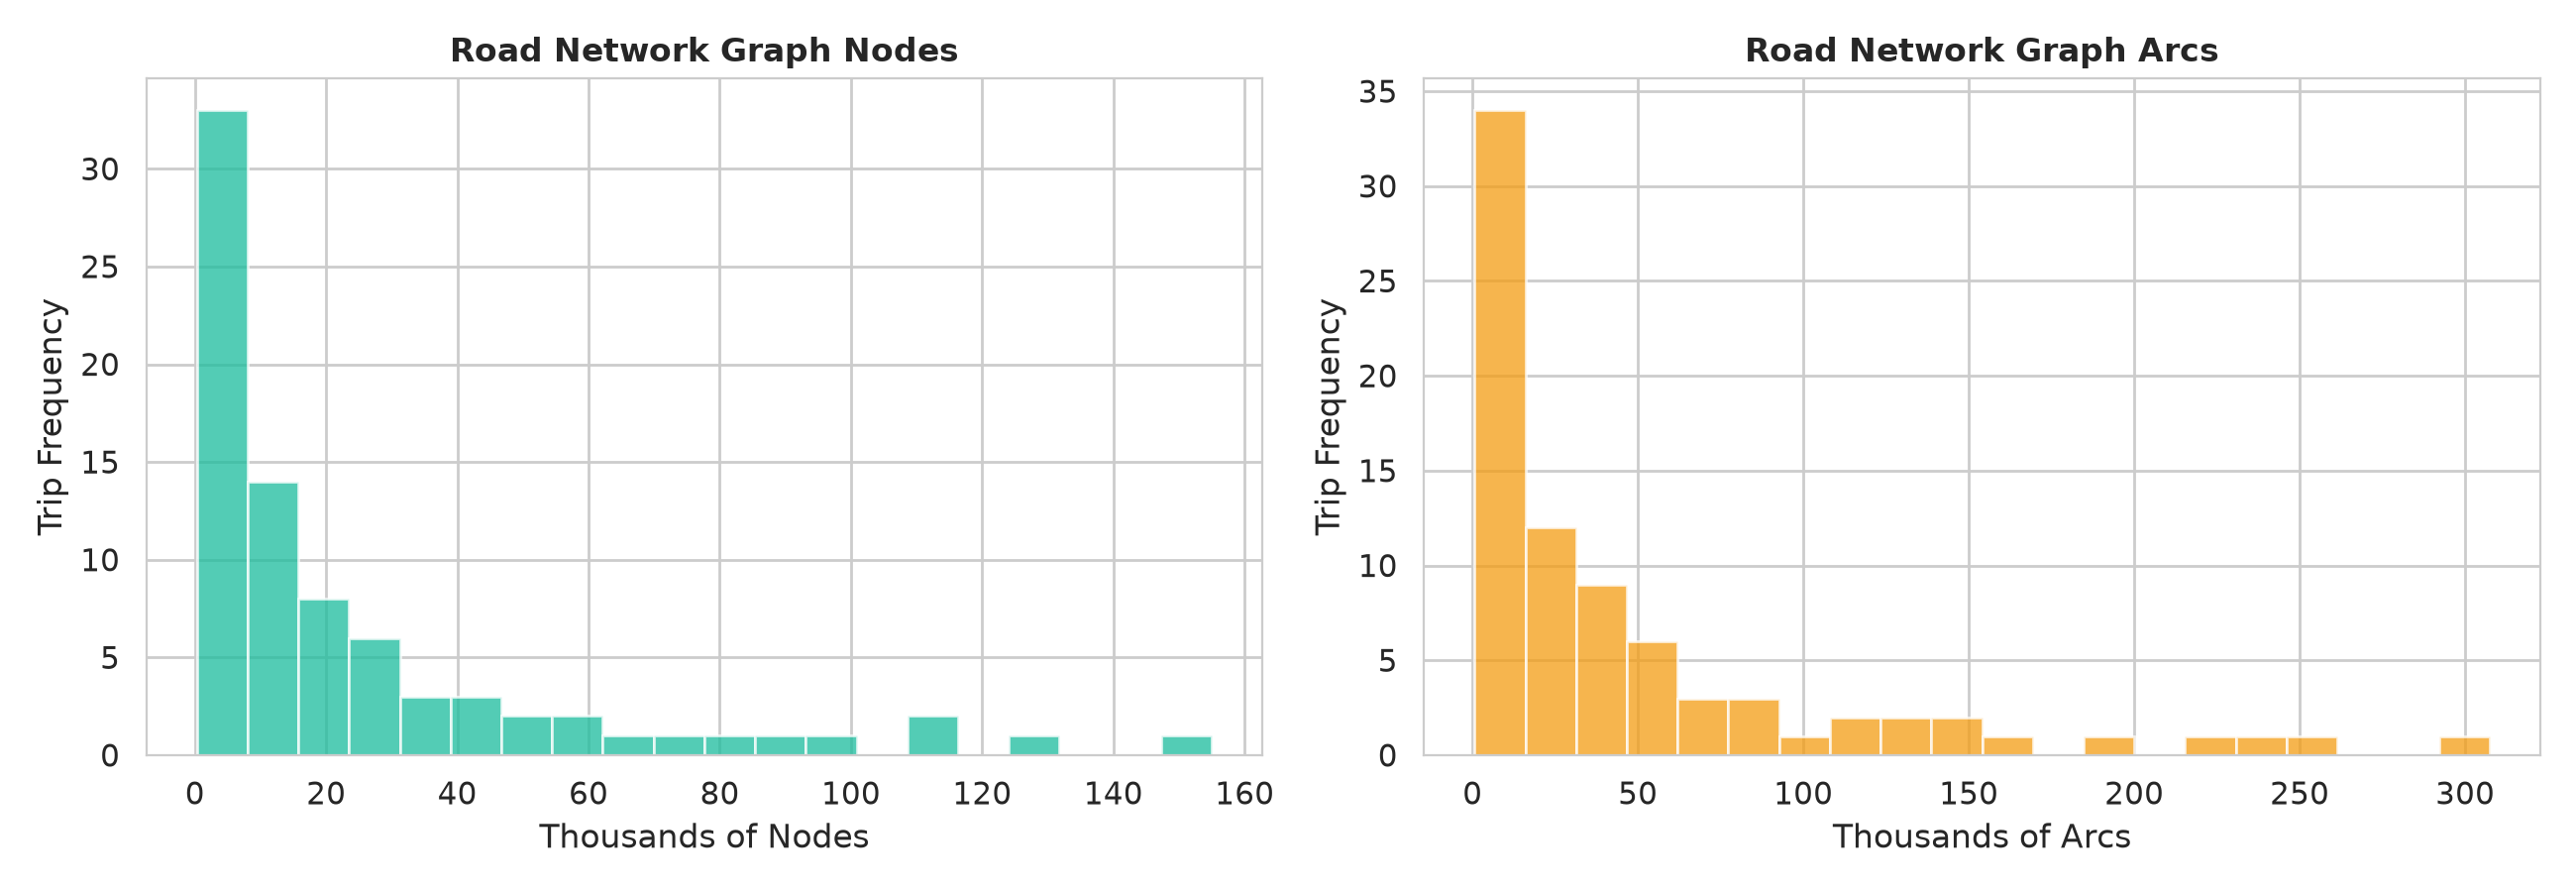 Road Network Graph Nodes
Trip Frequency
30
25
20
15
10
5
0
0 20 40 60 80 100 120 140 160
Thousands of Nodes
Road Network Graph Arcs
Trip Frequency
35
30
25
20
15
10
5
0
0 50 100 150 200 250 300
Thousands of Arcs